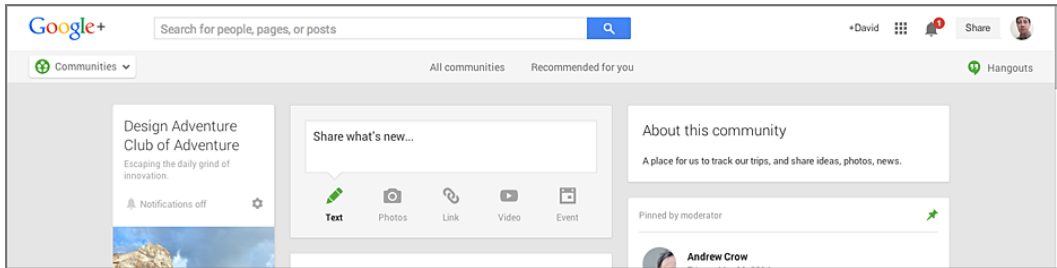 Google+
Search for people, pages, or posts
+David
Share
Communities
All communities
Recommended for you
Hangouts
Design Adventure
Club of Adventure
Escaping the daily grind of
innovation.
Notifications off
Share what's new...
Text
Photos
Link
Video
Event
About this community
A place for us to track our trips, and share ideas, photos, news.
Pinned by moderator
Andrew Crow